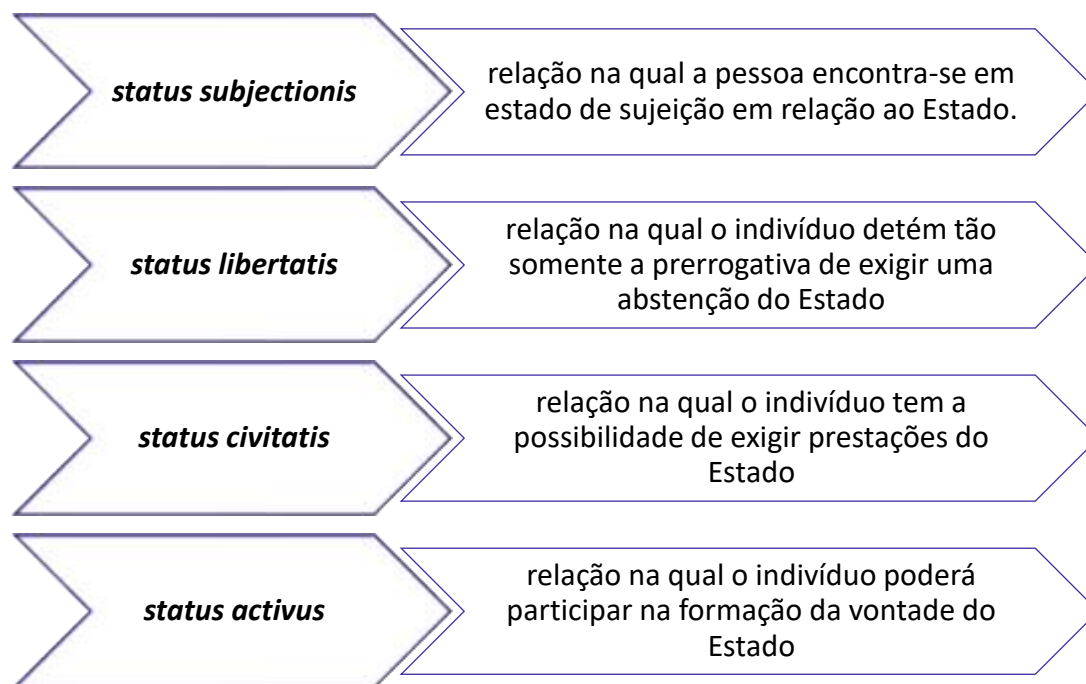 status subjectionis
relação na qual a pessoa encontra-se em
estado de sujeição em relação ao Estado.
status libertatis
relação na qual o indivíduo detém tão
somente a prerrogativa de exigir uma
abstenção do Estado
status civitatis
relação na qual o indivíduo tem a
possibilidade de exigir prestações do
Estado
status activus
relação na qual o indivíduo poderá
participar na formação da vontade do
Estado